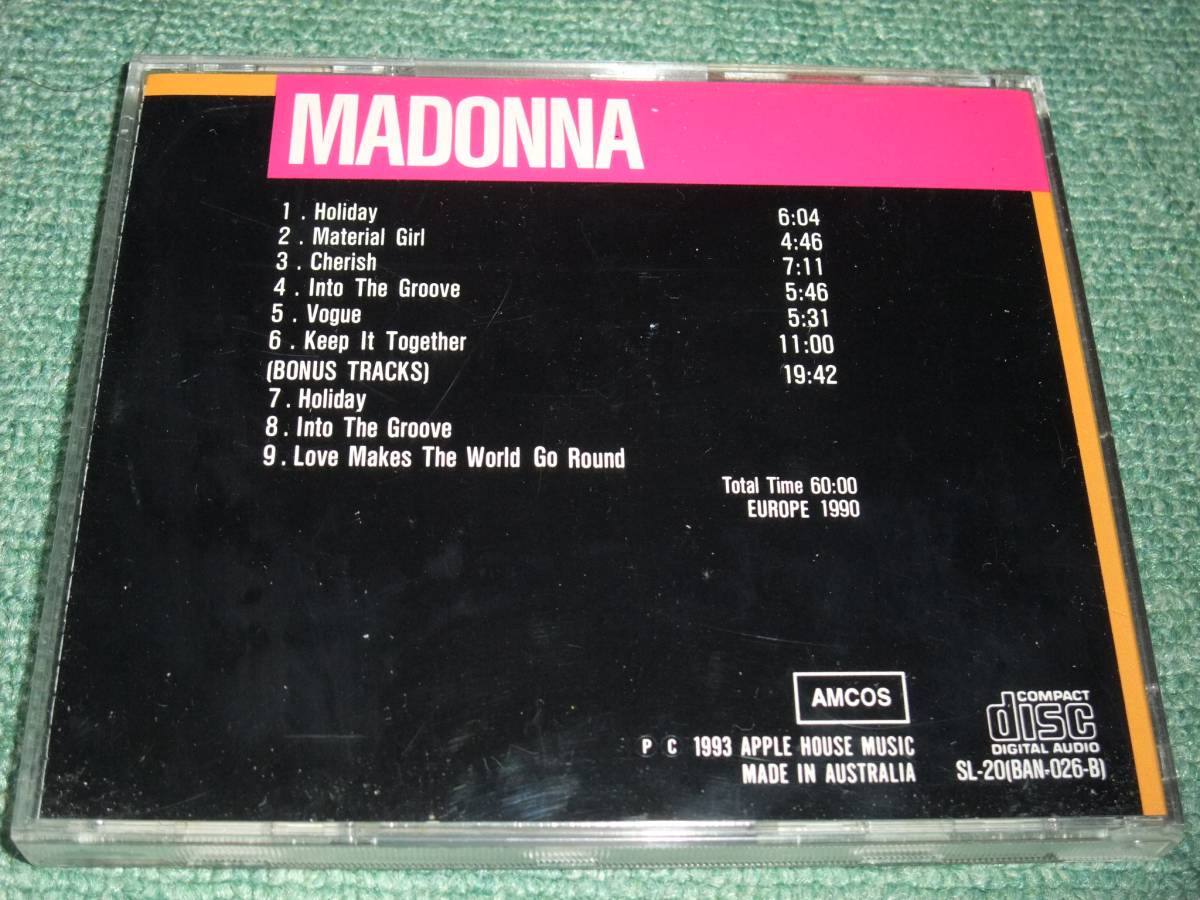 MADONNA
1 . Holiday 6:04
2 . Material Girl 4:46
3 . Cherish 7:11
4 . Into The Groove 5:46
5 . Vogue 5:31
6 . Keep It Together 11:00
(BONUS TRACKS) 19:42
7 . Holiday
8 . Into The Groove
9 . Love Makes The World Go Round
Total Time 60:00
EUROPE 1990
AMCOS
COMPACT
disc
DIGITAL AUDIO
P C 1993 APPLE HOUSE MUSIC
MADE IN AUSTRALIA
SL-20(BAN-026-B)